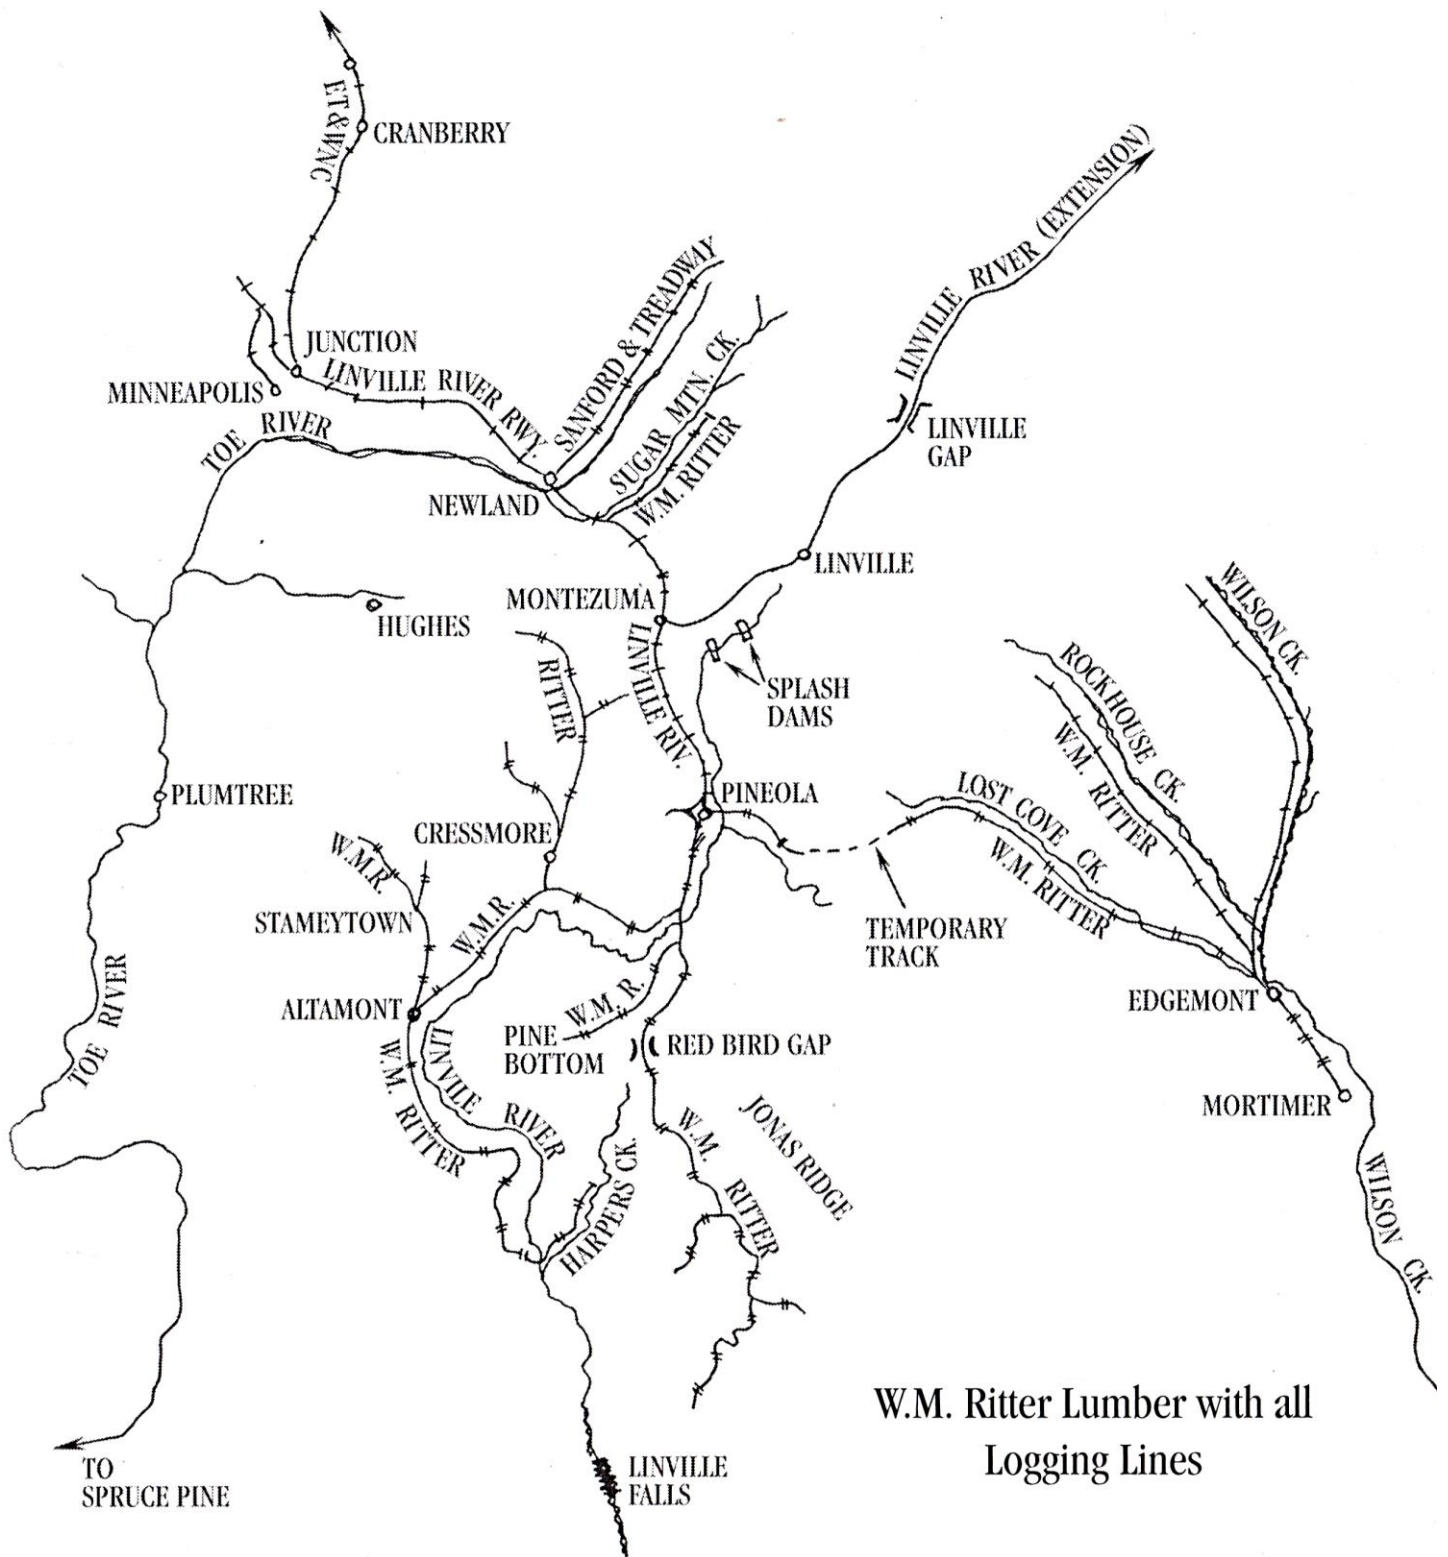 ET & WNC
CRANBERRY
LINVILLE RIVER (EXTENSION)
JUNCTION
MINNEAPOLIS
LINVILLE RIVER RWY.
SANFORD & TREADWAY
SUGAR MTN. CK.
W.M. RITTER
LINVILLE
GAP
TOE RIVER
NEWLAND
LINVILLE
HUGHES
MONTEZUMA
LINVILLE RIV.
SPLASH
DAMS
RITTER
WILSON CK.
ROCKHOUSE CK.
W.M. RITTER
PLUMTREE
PINEOLA
LOST COVE CK.
W.M. RITTER
CRESSMORE
W.M.R.
STAMEYTOWN
W.M.R.
TEMPORARY
TRACK
ALTAMONT
EDGEMONT
TOE RIVER
W.M. R.
PINE
BOTTOM
RED BIRD GAP
W.M. RITTER
LINVILE RIVER
MORTIMER
JONAS RIDGE
W.M. RITTER
HARPERS CK.
WILSON CK.
W.M. Ritter Lumber with all
Logging Lines
TO
SPRUCE PINE
LINVILLE
FALLS